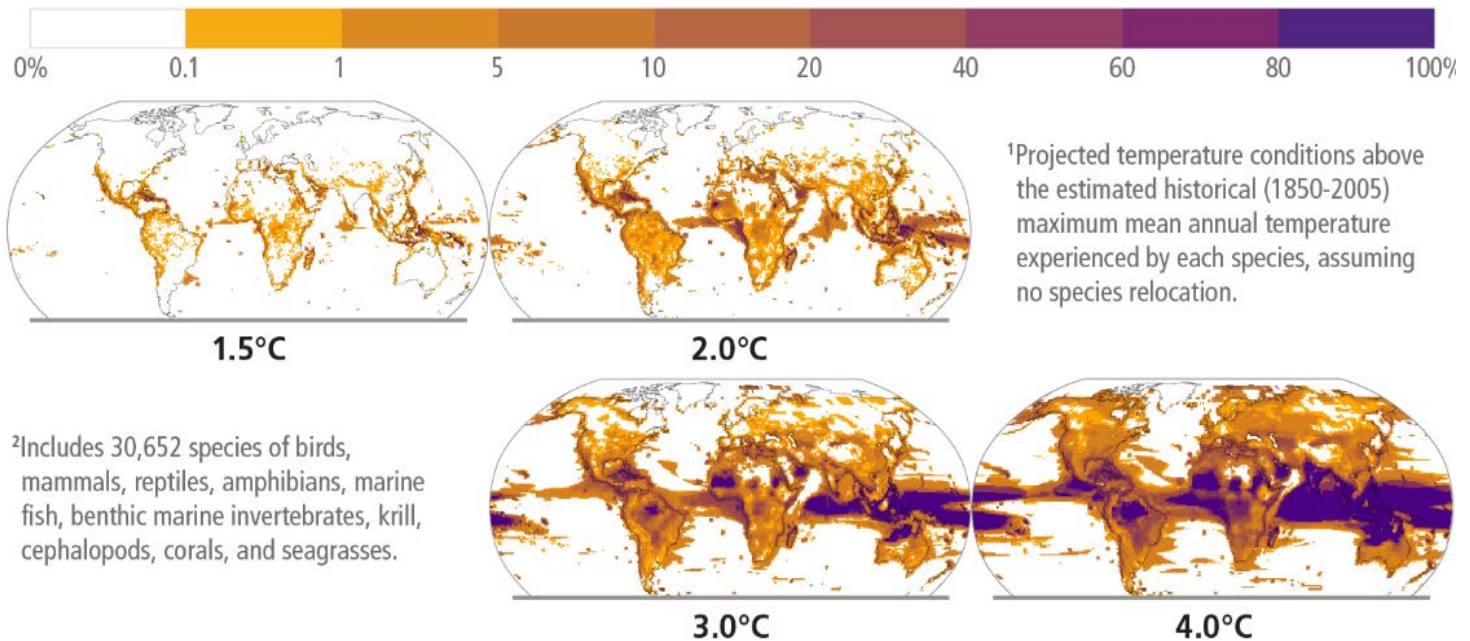 0% 0.1 1 5 10 20 40 60 80 100%
¹Projected temperature conditions above
the estimated historical (1850-2005)
maximum mean annual temperature
experienced by each species, assuming
no species relocation.
1.5°C
2.0°C
²Includes 30,652 species of birds,
mammals, reptiles, amphibians, marine
fish, benthic marine invertebrates, krill,
cephalopods, corals, and seagrasses.
3.0°C
4.0°C